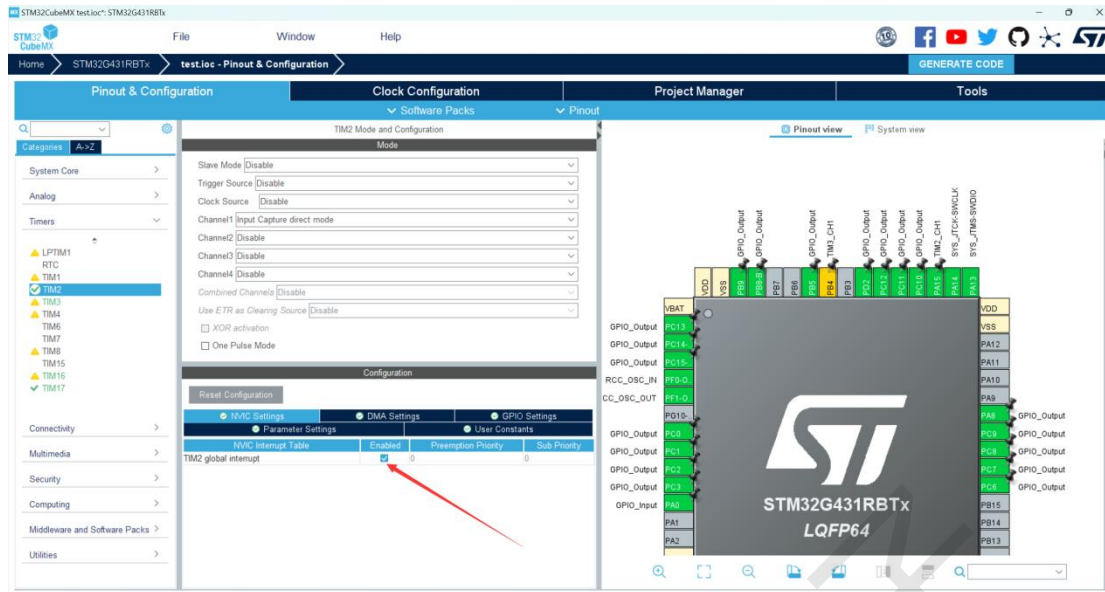 STM32CubeMX test.ioc*: STM32G431RBTx
STM32 CubeMX
File Window Help
Home STM32G431RBTx test.ioc - Pinout & Configuration GENERATE CODE
Pinout & Configuration Clock Configuration Project Manager Tools
Software Packs Pinout
TIM2 Mode and Configuration
Mode
Pinout view System view
Categories A->Z
System Core
Analog
Timers
LPTIM1
RTC
TIM1
TIM2
TIM3
TIM4
TIM6
TIM7
TIM8
TIM15
TIM16
TIM17
Connectivity
Multimedia
Security
Computing
Middleware and Software Packs
Utilities
Slave Mode Disable
Trigger Source Disable
Clock Source Disable
Channel1 Input Capture direct mode
Channel2 Disable
Channel3 Disable
Channel4 Disable
Combined Channels Disable
Use ETR as Clearing Source Disable
XOR activation
One Pulse Mode
Configuration
Reset Configuration
NVIC Settings DMA Settings GPIO Settings
Parameter Settings User Constants
NVIC Interrupt Table Enabled Preemption Priority Sub Priority
TIM2 global interrupt 0 0
GPIO_Output
GPIO_Output
GPIO_Output
TIM3_CH1
GPIO_Output
GPIO_Output
GPIO_Output
GPIO_Output
TIM2_CH1
SYS_JTCK-SWCLK
SYS_JTMS-SWDIO
VDD VSS PB9 PB8-B PB7 PB6 PB5 PB4 PB3 PD2 PC12 PC11 PC10 PA15 PA14 PA13
VBAT
GPIO_Output PC13
GPIO_Output PC14-
GPIO_Output PC15-
RCC_OSC_IN PF0-O
CC_OSC_OUT PF1-O
PG10-
GPIO_Output PC0
GPIO_Output PC1
GPIO_Output PC2
GPIO_Output PC3
GPIO_Input PA0
PA1
PA2
VDD
VSS
PA12
PA11
PA10
PA9
PA8 GPIO_Output
PC9 GPIO_Output
PC8 GPIO_Output
PC7 GPIO_Output
PC6 GPIO_Output
PB15
PB14
PB13
STM32G431RBTx
LQFP64